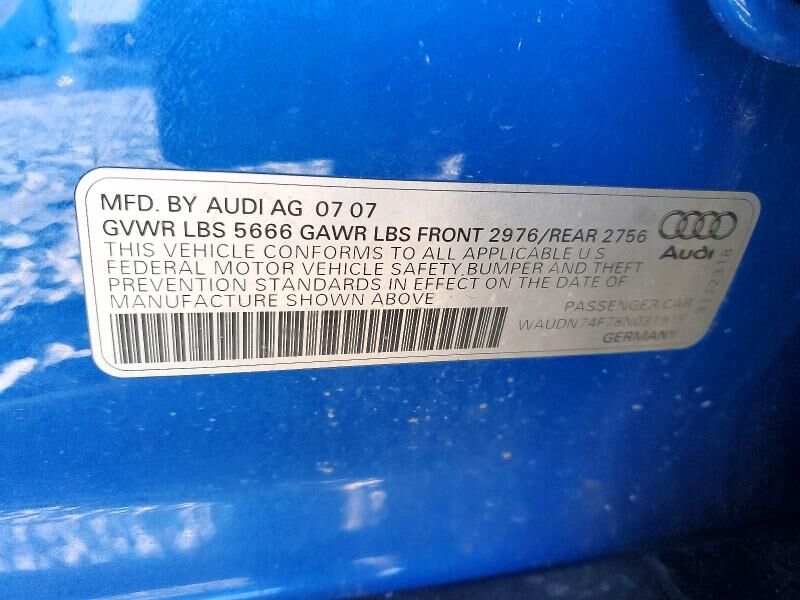 MFD. BY AUDI AG 07 07
GVWR LBS 5666 GAWR LBS FRONT 2976/REAR 2756
THIS VEHICLE CONFORMS TO ALL APPLICABLE U.S
FEDERAL MOTOR VEHICLE SAFETY, BUMPER AND THEFT
PREVENTION STANDARDS IN EFFECT ON THE DATE OF
MANUFACTURE SHOWN ABOVE
Audi
PASSENGER CAR
GERMANY